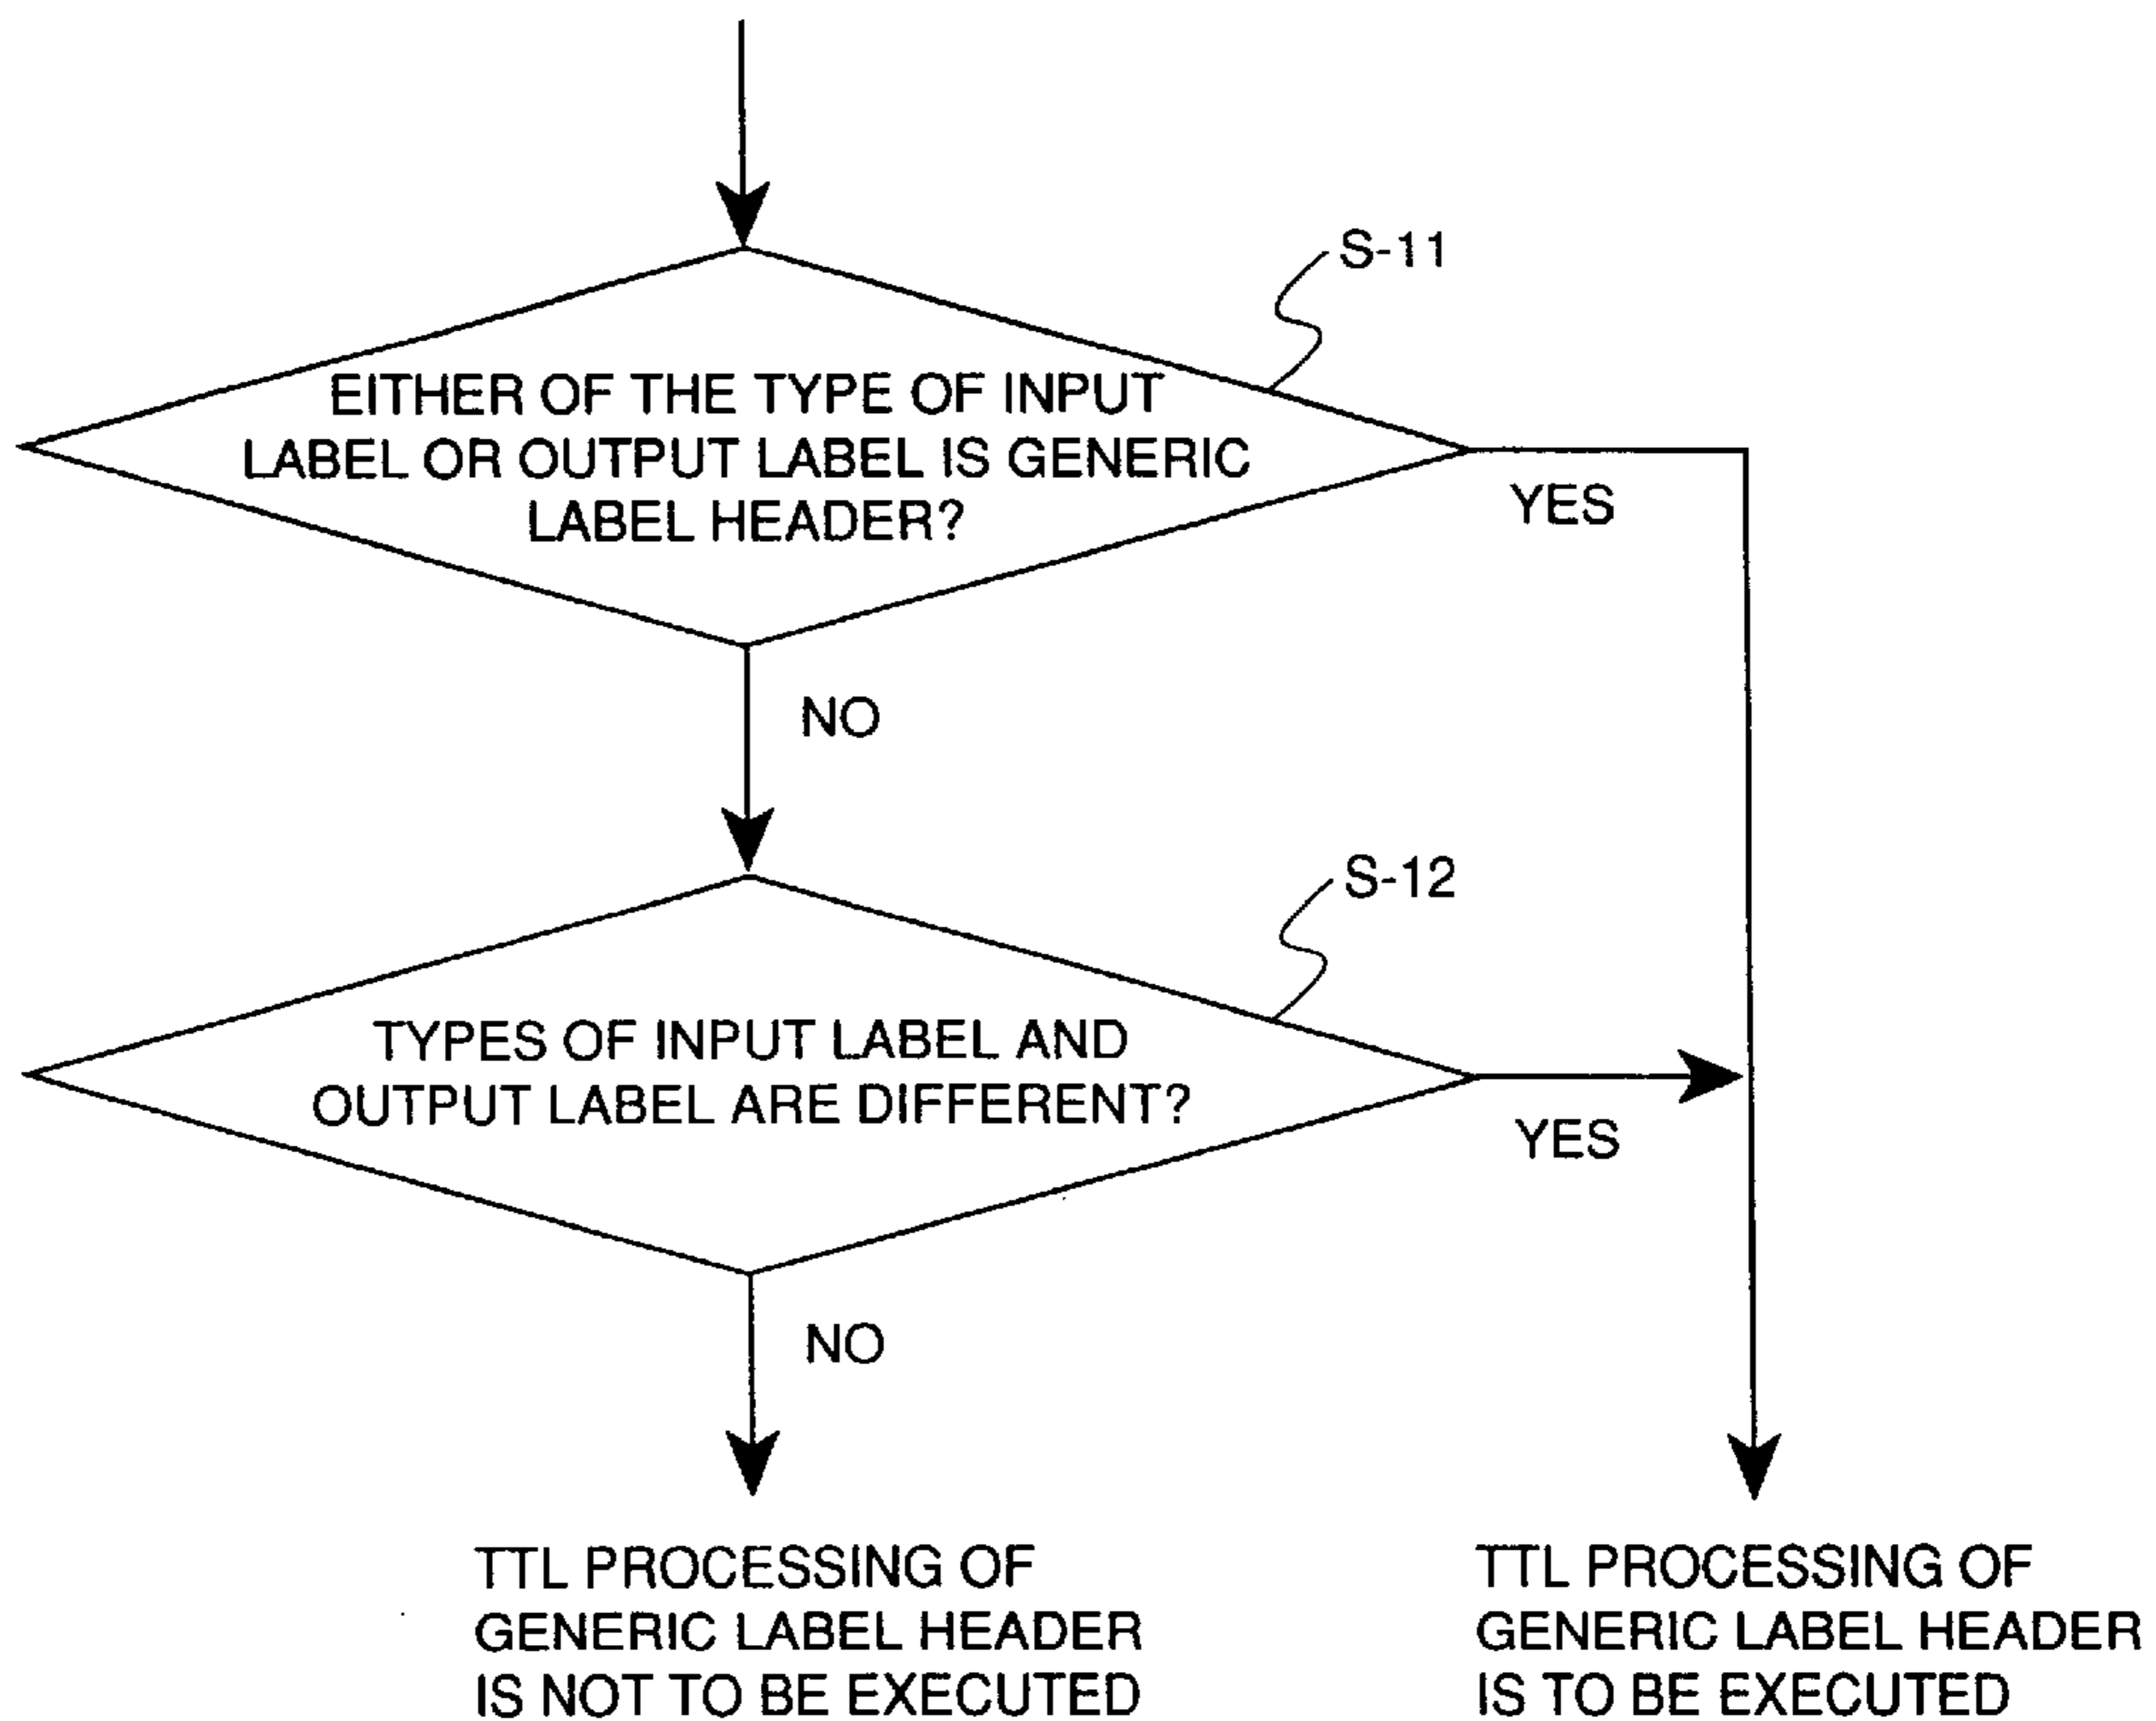 S-11
EITHER OF THE TYPE OF INPUT
LABEL OR OUTPUT LABEL IS GENERIC
LABEL HEADER?
YES
NO
S-12
TYPES OF INPUT LABEL AND
OUTPUT LABEL ARE DIFFERENT?
YES
NO
TTL PROCESSING OF
GENERIC LABEL HEADER
IS NOT TO BE EXECUTED
TTL PROCESSING OF
GENERIC LABEL HEADER
IS TO BE EXECUTED